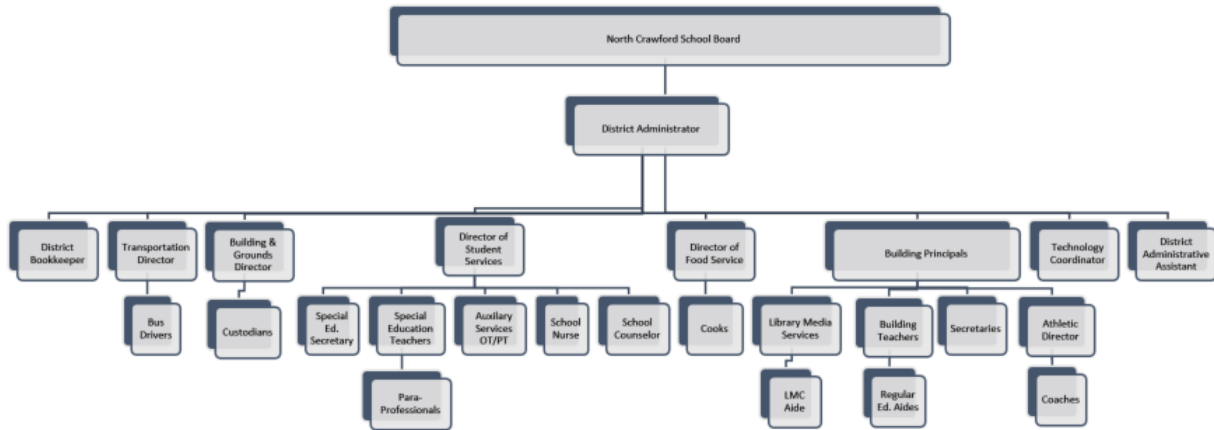 North Crawford School Board
District Administrator
District
Bookkeeper
Transportation
Director
Building &
Grounds
Director
Director of
Student
Services
Director of
Food Service
Building Principals
Technology
Coordinator
District
Administrative
Assistant
Bus
Drivers
Custodians
Special
Ed.
Secretary
Special
Education
Teachers
Auxilary
Services
OT/PT
School
Nurse
School
Counselor
Cooks
Library Media
Services
Building
Teachers
Secretaries
Athletic
Director
Para-
Professionals
LMC
Aide
Regular
Ed. Aides
Coaches